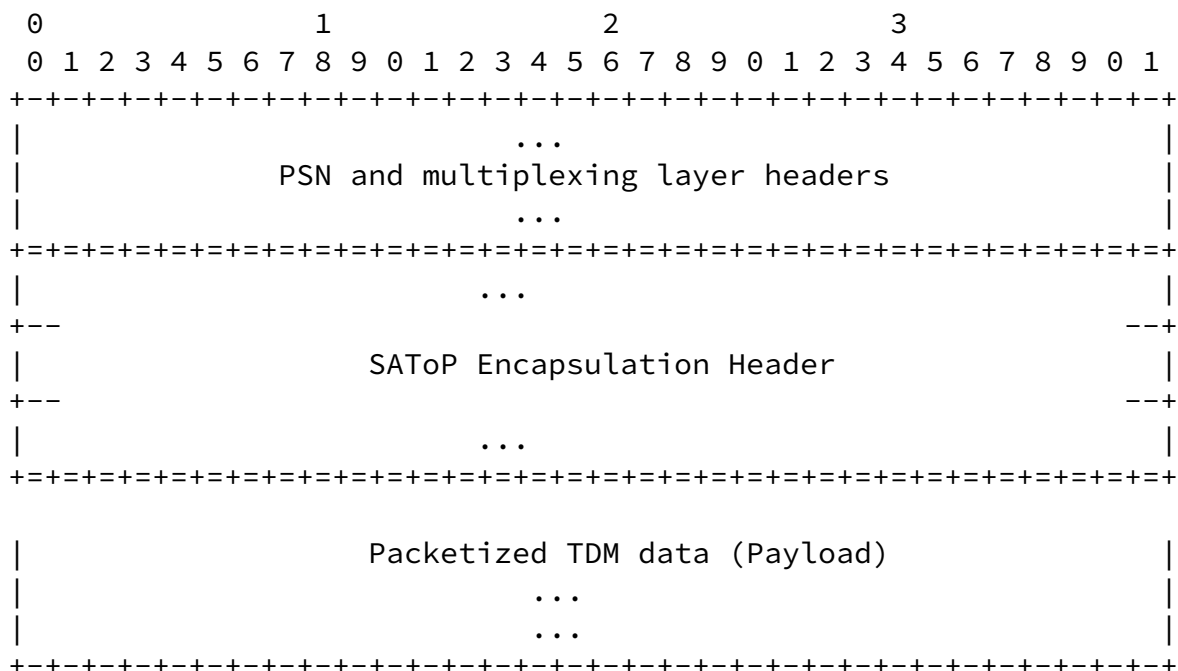 0                   1                   2                   3
 0 1 2 3 4 5 6 7 8 9 0 1 2 3 4 5 6 7 8 9 0 1 2 3 4 5 6 7 8 9 0 1
+-+-+-+-+-+-+-+-+-+-+-+-+-+-+-+-+-+-+-+-+-+-+-+-+-+-+-+-+-+-+-+-+
|                           ...                                 |
|              PSN and multiplexing layer headers               |
|                           ...                                 |
+=+=+=+=+=+=+=+=+=+=+=+=+=+=+=+=+=+=+=+=+=+=+=+=+=+=+=+=+=+=+=+=+
|                         ...                                   |
+--                                                           --+
|                   SAToP Encapsulation Header                  |
+--                                                           --+
|                         ...                                   |
+=+=+=+=+=+=+=+=+=+=+=+=+=+=+=+=+=+=+=+=+=+=+=+=+=+=+=+=+=+=+=+=+
|                   Packetized TDM data (Payload)               |
|                            ...                                |
|                            ...                                |
+-+-+-+-+-+-+-+-+-+-+-+-+-+-+-+-+-+-+-+-+-+-+-+-+-+-+-+-+-+-+-+-+